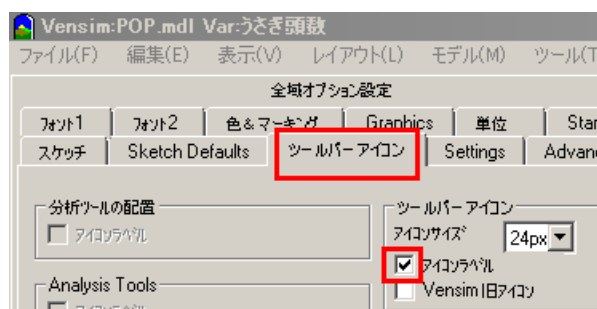 Vensim:POP.mdl Var:うさぎ頭数
ファイル(F) 編集(E) 表示(V) レイアウト(L) モデル(M) ツール(T
全域オプション設定
フォント1 フォント2 色&マーキング Graphics 単位 Star
スケッチ Sketch Defaults ツールバーアイコン Settings Advan
分析ツールの配置
アイコンラベル
Analysis Tools
ツールバーアイコン
アイコンサイズ 24px
アイコンラベル
Vensim旧アイコン